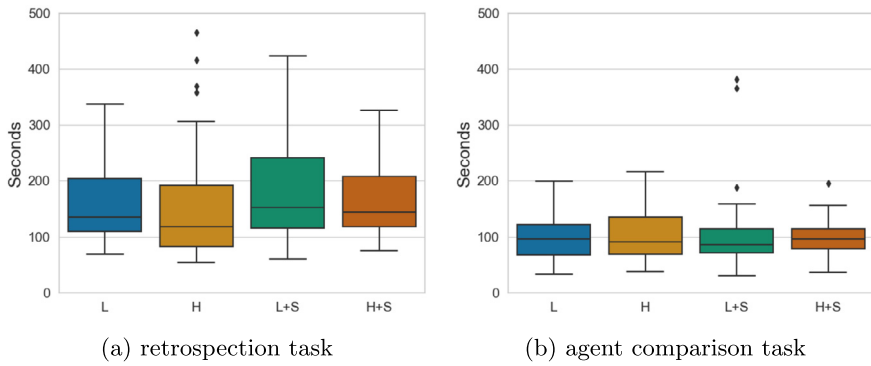 500
400
300
200
100
0
Seconds
L H L+S H+S
(a) retrospection task
500
400
300
200
100
0
Seconds
L H L+S H+S
(b) agent comparison task